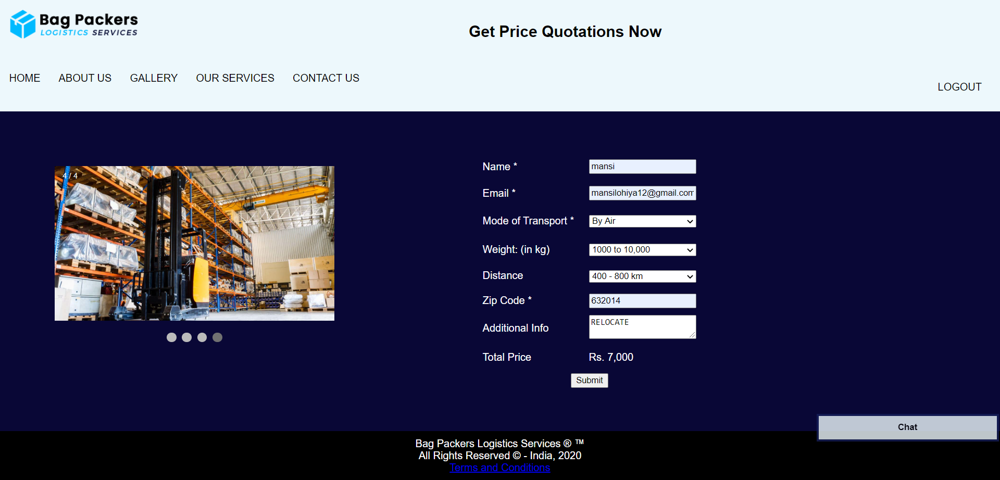 Bag Packers
LOGISTICS SERVICES
Get Price Quotations Now
HOME ABOUT US GALLERY OUR SERVICES CONTACT US
LOGOUT
4 / 4
Name * mansi
Email * mansilohiya12@gmail.com
Mode of Transport * By Air
Weight: (in kg) 1000 to 10,000
Distance 400 - 800 km
Zip Code * 632014
Additional Info RELOCATE
Total Price Rs. 7,000
Submit
Chat
Bag Packers Logistics Services ® ™
All Rights Reserved © - India, 2020
Terms and Conditions